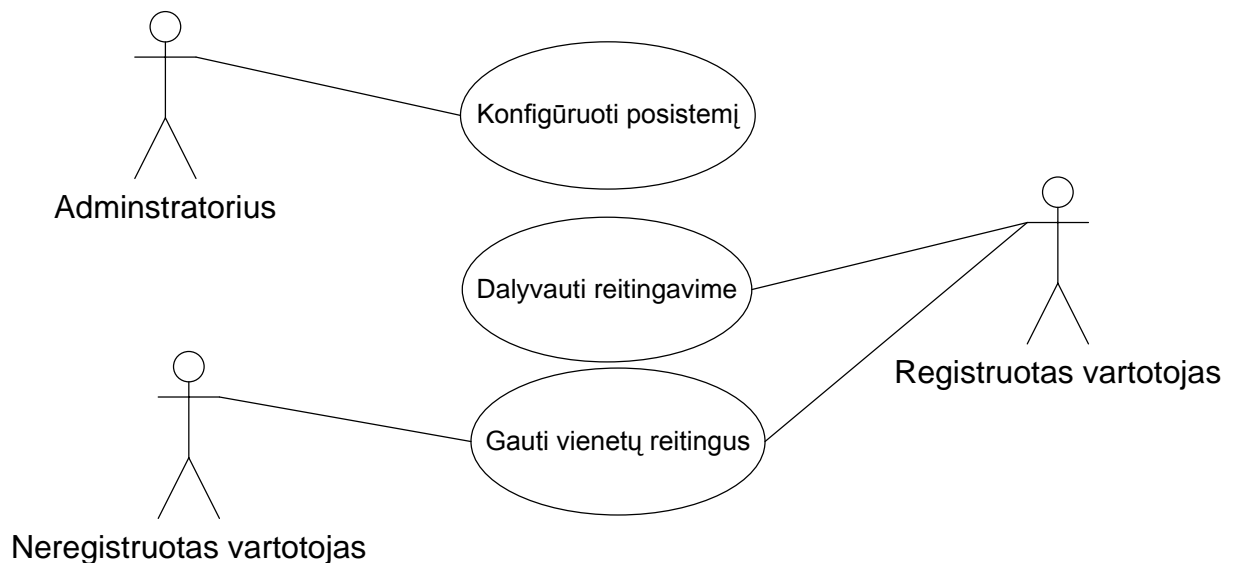 Konfigūruoti posistemį
Adminstratorius
Dalyvauti reitingavime
Registruotas vartotojas
Gauti vienetų reitingus
Neregistruotas vartotojas